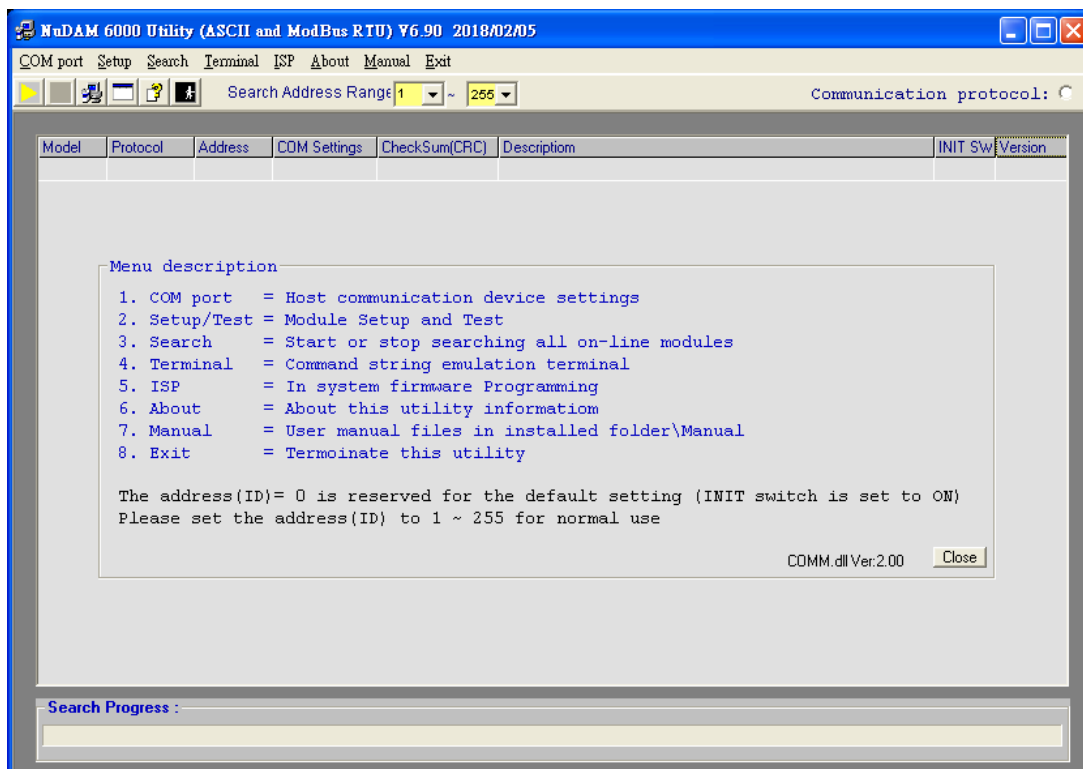 NuDAM 6000 Utility (ASCII and ModBus RTU) V6.90 2018/02/05
COM port Setup Search Terminal ISP About Manual Exit
Search Address Range 1 ~ 255 Communication protocol:
Model Protocol Address COM Settings CheckSum(CRC) Descriptiom INIT SW Version
Menu description
1. COM port = Host communication device settings
2. Setup/Test = Module Setup and Test
3. Search = Start or stop searching all on-line modules
4. Terminal = Command string emulation terminal
5. ISP = In system firmware Programming
6. About = About this utility informatiom
7. Manual = User manual files in installed folder\Manual
8. Exit = Termoinate this utility
The address(ID)= 0 is reserved for the default setting (INIT switch is set to ON)
Please set the address(ID) to 1 ~ 255 for normal use
COMM.dll Ver:2.00 Close
Search Progress :